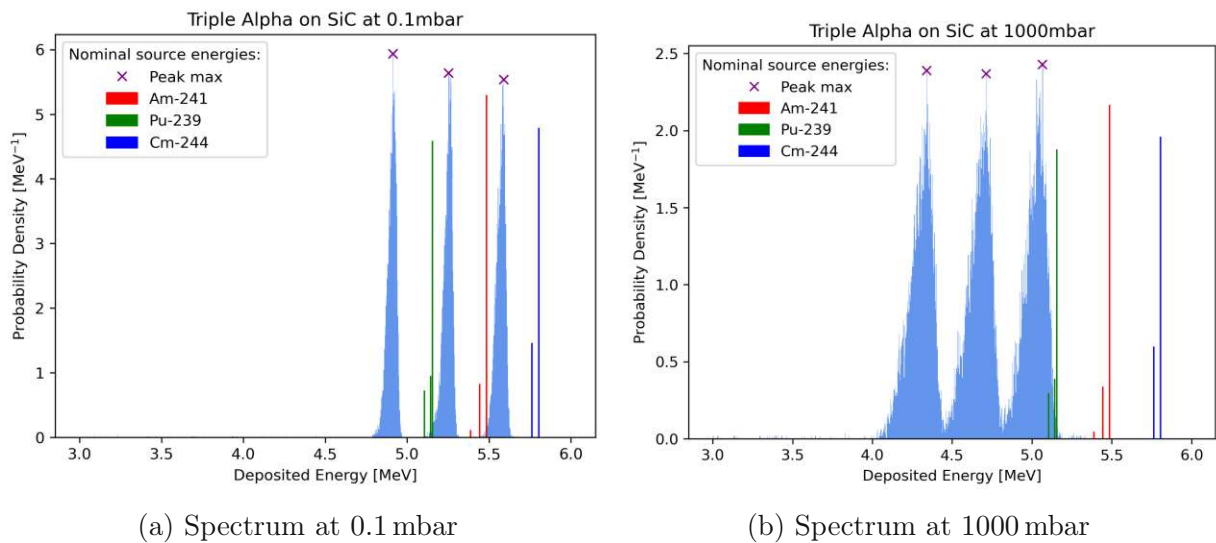 Triple Alpha on SiC at 0.1mbar
Nominal source energies:
Peak max
Am-241
Pu-239
Cm-244
Probability Density [MeV⁻¹]
6
5
4
3
2
1
0
3.0 3.5 4.0 4.5 5.0 5.5 6.0
Deposited Energy [MeV]
(a) Spectrum at 0.1 mbar
Triple Alpha on SiC at 1000mbar
Nominal source energies:
Peak max
Am-241
Pu-239
Cm-244
Probability Density [MeV⁻¹]
2.5
2.0
1.5
1.0
0.5
0.0
3.0 3.5 4.0 4.5 5.0 5.5 6.0
Deposited Energy [MeV]
(b) Spectrum at 1000 mbar